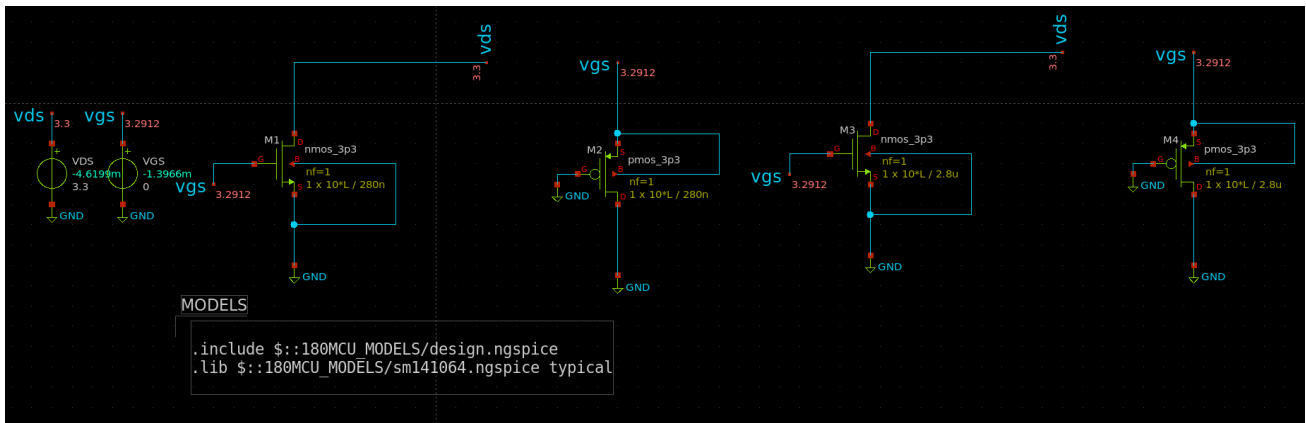 vds
3.3
vgs
3.2912
VDS
-4.6199m
3.3
GND
VGS
-1.3966m
0
GND
vds
3.3
M1
D
nmos_3p3
G
B
nf=1
1 x 10*L / 280n
S
vgs
3.2912
GND
vgs
3.2912
M2
S
pmos_3p3
G
B
nf=1
1 x 10*L / 280n
D
GND
GND
vds
3.3
M3
D
nmos_3p3
G
B
nf=1
1 x 10*L / 2.8u
S
vgs
3.2912
GND
vgs
3.2912
M4
S
pmos_3p3
G
B
nf=1
1 x 10*L / 2.8u
D
GND
GND
MODELS
.include $::180MCU_MODELS/design.ngspice
.lib $::180MCU_MODELS/sm141064.ngspice typical